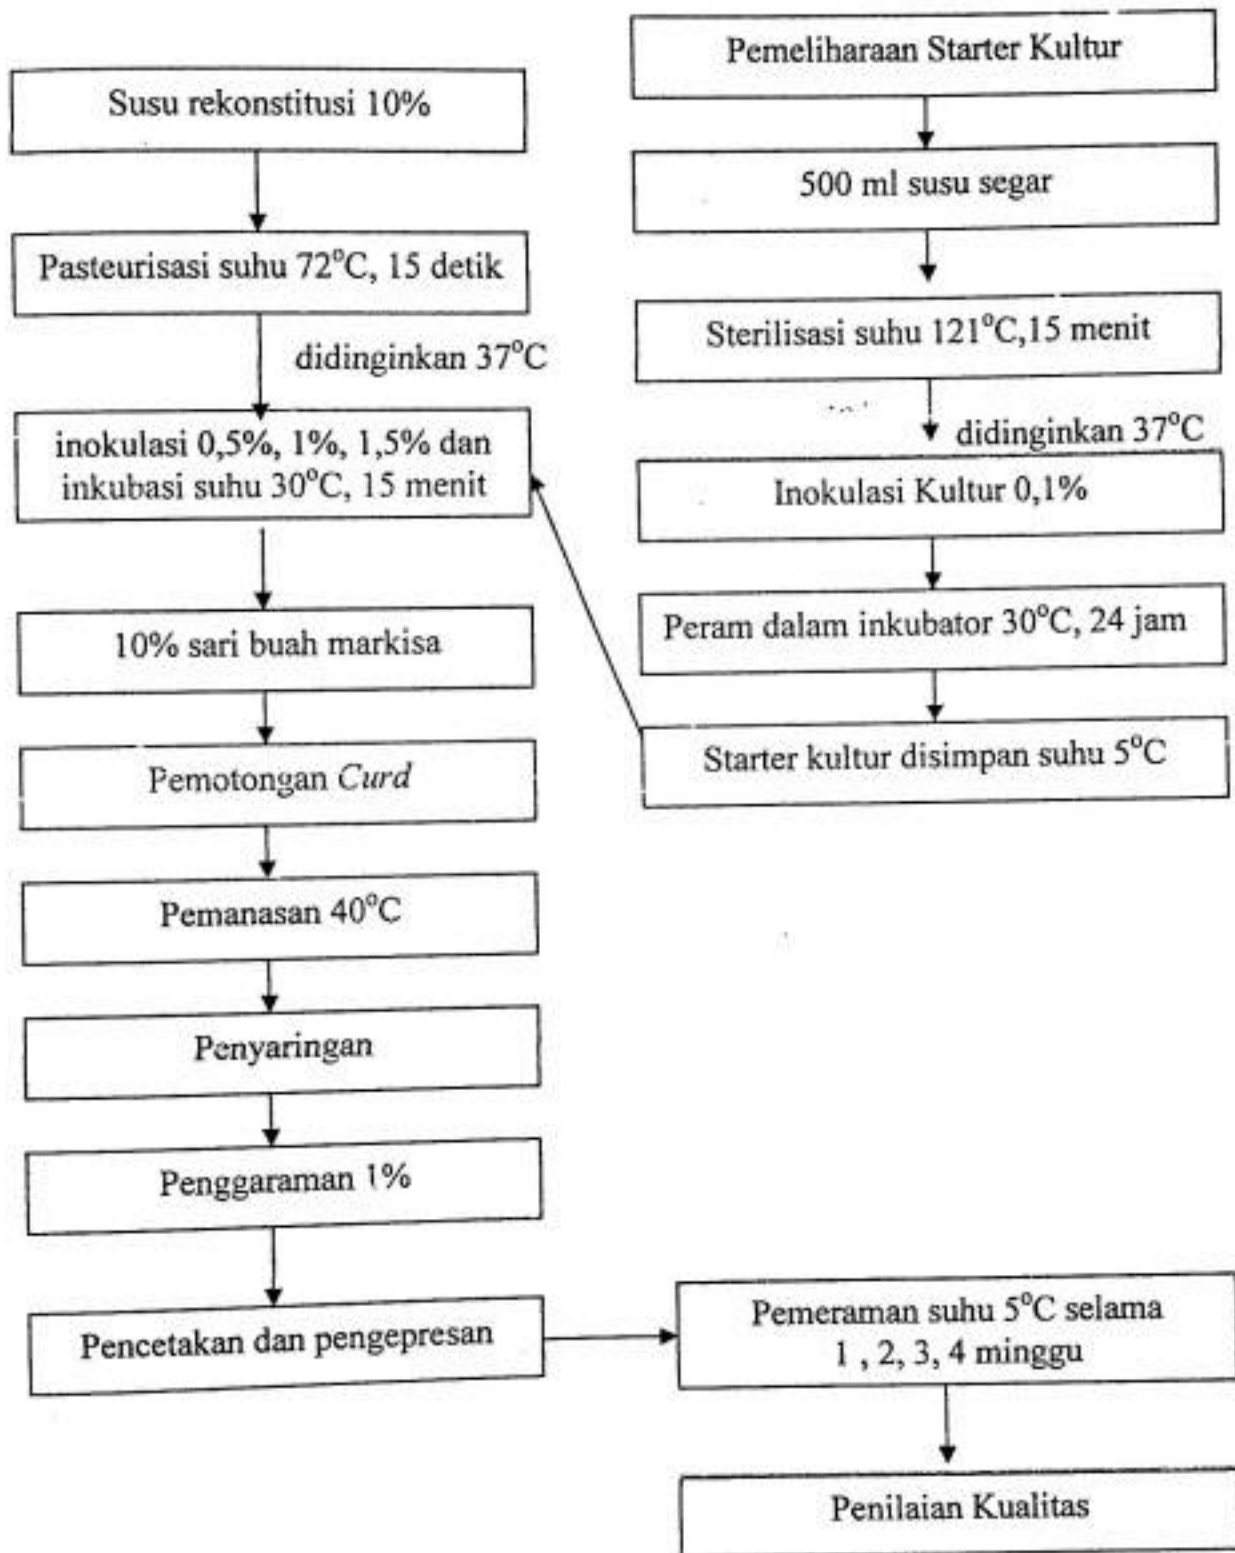 Pemeliharaan Starter Kultur
Susu rekonstitusi 10%
500 ml susu segar
Pasteurisasi suhu 72°C, 15 detik
Sterilisasi suhu 121°C,15 menit
didinginkan 37°C
didinginkan 37°C
inokulasi 0,5%, 1%, 1,5% dan
inkubasi suhu 30°C, 15 menit
Inokulasi Kultur 0,1%
Peram dalam inkubator 30°C, 24 jam
10% sari buah markisa
Starter kultur disimpan suhu 5°C
Pemotongan Curd
Pemanasan 40°C
Penyaringan
Penggaraman 1%
Pencetakan dan pengepresan
Pemeraman suhu 5°C selama
1 , 2, 3, 4 minggu
Penilaian Kualitas